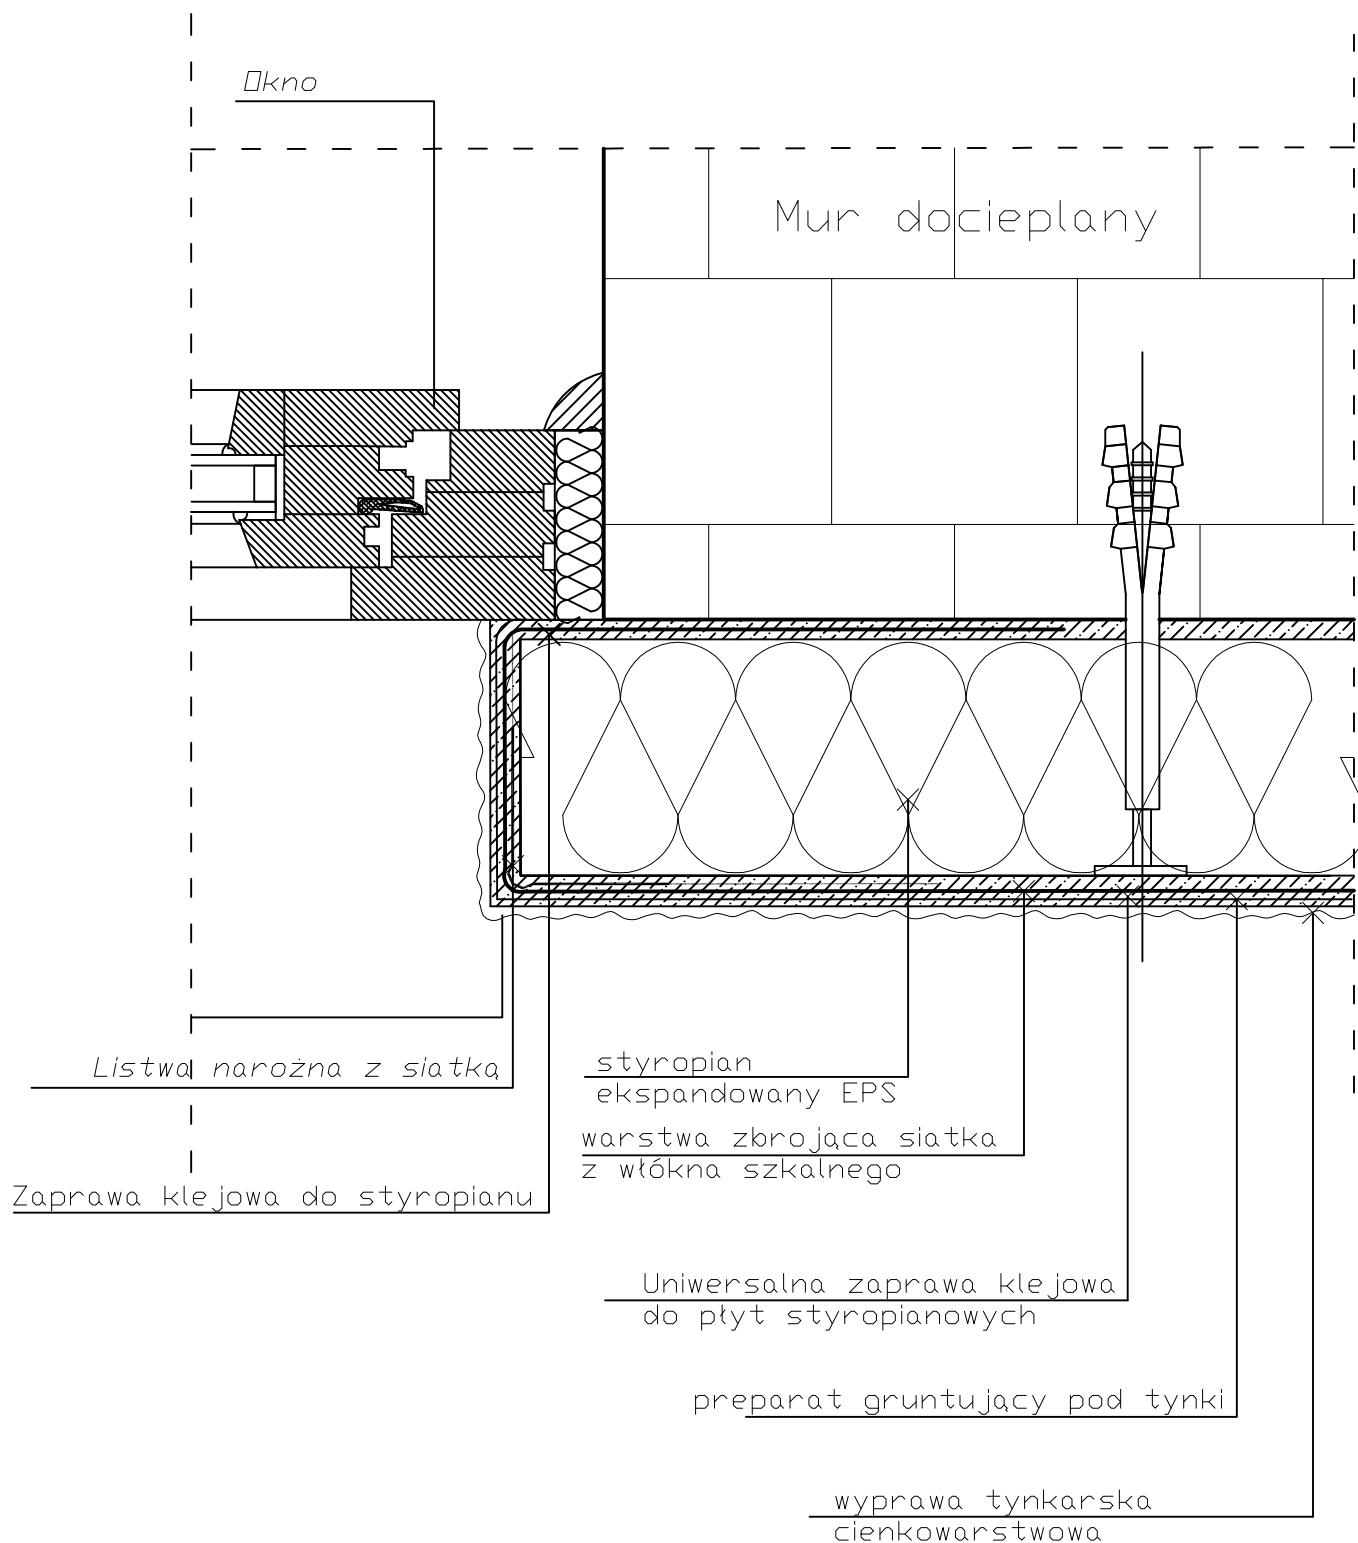 Okno
Mur docieplany
Listwa narożna z siatką
styropian
ekspandowany EPS
warstwa zbrojąca siatka
z włókna szkalnego
Zaprawa klejowa do styropianu
Uniwersalna zaprawa klejowa
do płyt styropianowych
preparat gruntujący pod tynki
wyprawa tynkarska
cienkowarstwowa